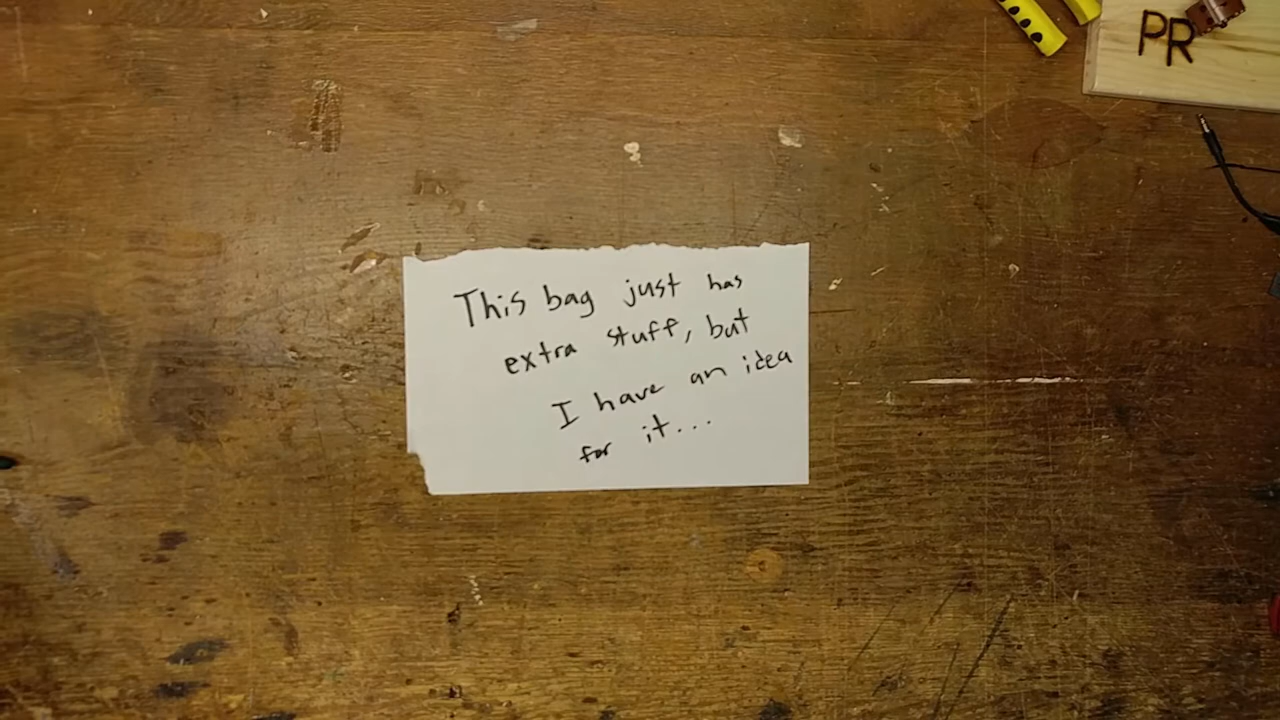 PR
This bag just has
extra stuff, but
I have an idea
for it...